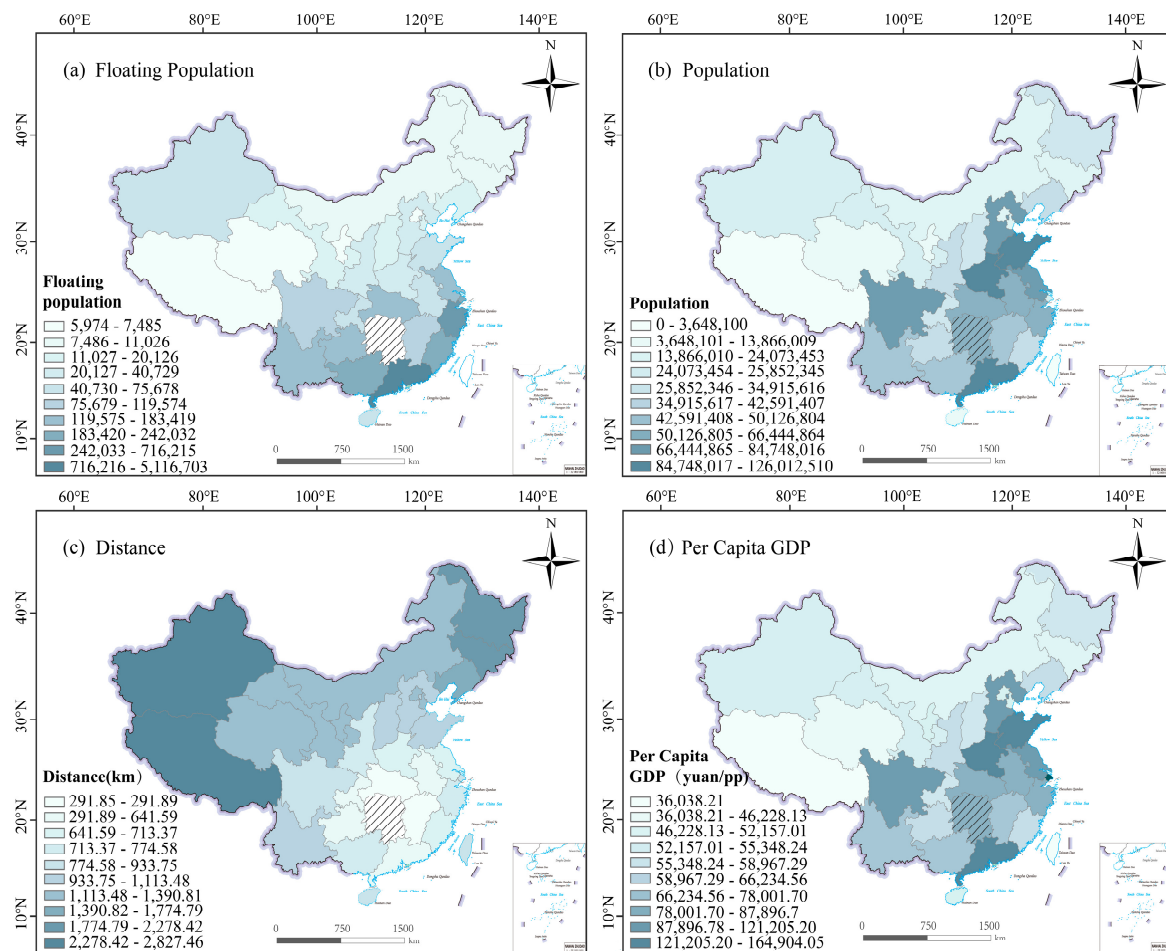 60°E 80°E 100°E 120°E 140°E
60°E 80°E 100°E 120°E 140°E
N
N
(a) Floating Population
(b) Population
40°N
40°N
30°N
30°N
20°N
20°N
10°N
10°N
Floating
population
5,974 - 7,485
7,486 - 11,026
11,027 - 20,126
20,127 - 40,729
40,730 - 75,678
75,679 - 119,574
119,575 - 183,419
183,420 - 242,032
242,033 - 716,215
716,216 - 5,116,703
0 750 1500
km
Population
0 - 3,648,100
3,648,101 - 13,866,009
13,866,010 - 24,073,453
24,073,454 - 25,852,345
25,852,346 - 34,915,616
34,915,617 - 42,591,407
42,591,408 - 50,126,804
50,126,805 - 66,444,864
66,444,865 - 84,748,016
84,748,017 - 126,012,510
0 750 1500
km
60°E 80°E 100°E 120°E 140°E
60°E 80°E 100°E 120°E 140°E
N
N
(c) Distance
(d) Per Capita GDP
40°N
40°N
30°N
30°N
20°N
20°N
10°N
10°N
Distance(km)
291.85 - 291.89
291.89 - 641.59
641.59 - 713.37
713.37 - 774.58
774.58 - 933.75
933.75 - 1,113.48
1,113.48 - 1,390.81
1,390.82 - 1,774.79
1,774.79 - 2,278.42
2,278.42 - 2,827.46
0 750 1500
km
Per Capita
GDP（yuan/pp)
36,038.21
36,038.21 - 46,228.13
46,228.13 - 52,157.01
52,157.01 - 55,348.24
55,348.24 - 58,967.29
58,967.29 - 66,234.56
66,234.56 - 78,001.70
78,001.70 - 87,896.7
87,896.78 - 121,205.20
121,205.20 - 164,904.05
0 750 1500
km